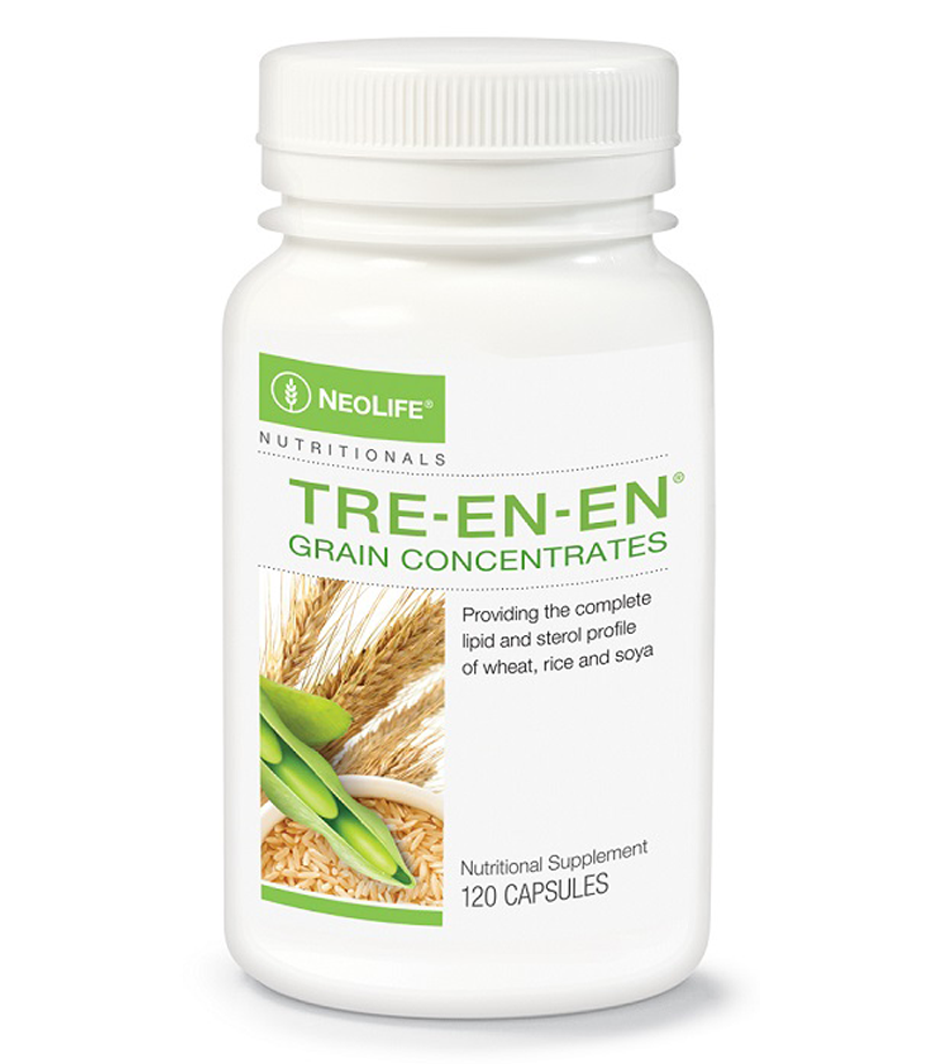 NEOLIFE®
NUTRITIONALS
TRE-EN-EN®
GRAIN CONCENTRATES
Providing the complete
lipid and sterol profile
of wheat, rice and soya
Nutritional Supplement
120 CAPSULES